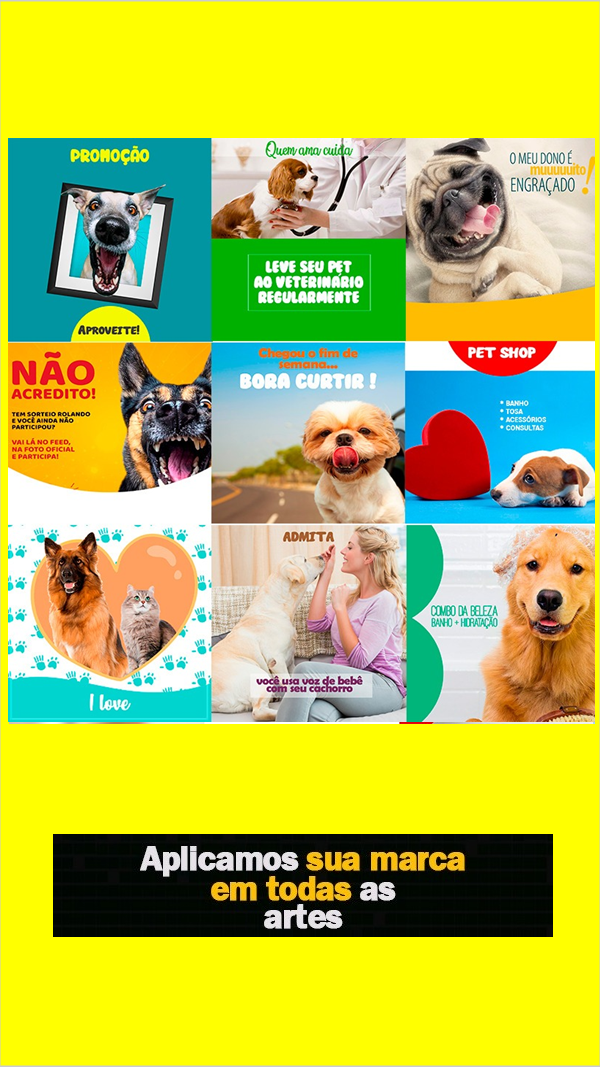 PROMOÇÃO
APROVEITE!
Quem ama cuida
LEVE SEU PET
AO VETERINÁRIO
REGULARMENTE
O MEU DONO É
muuuuuito
ENGRAÇADO !
NÃO
ACREDITO!
TEM SORTEIO ROLANDO
E VOCÊ AINDA NÃO
PARTICIPOU?
VAI LÁ NO FEED,
NA FOTO OFICIAL
E PARTICIPA!
Chegou o fim de
semana...
BORA CURTIR !
PET SHOP
• BANHO
• TOSA
• ACESSÓRIOS
• CONSULTAS
I love
ADMITA
você usa voz de bebê
com seu cachorro
COMBO DA BELEZA
BANHO + HIDRATAÇÃO
Aplicamos sua marca
em todas as
artes